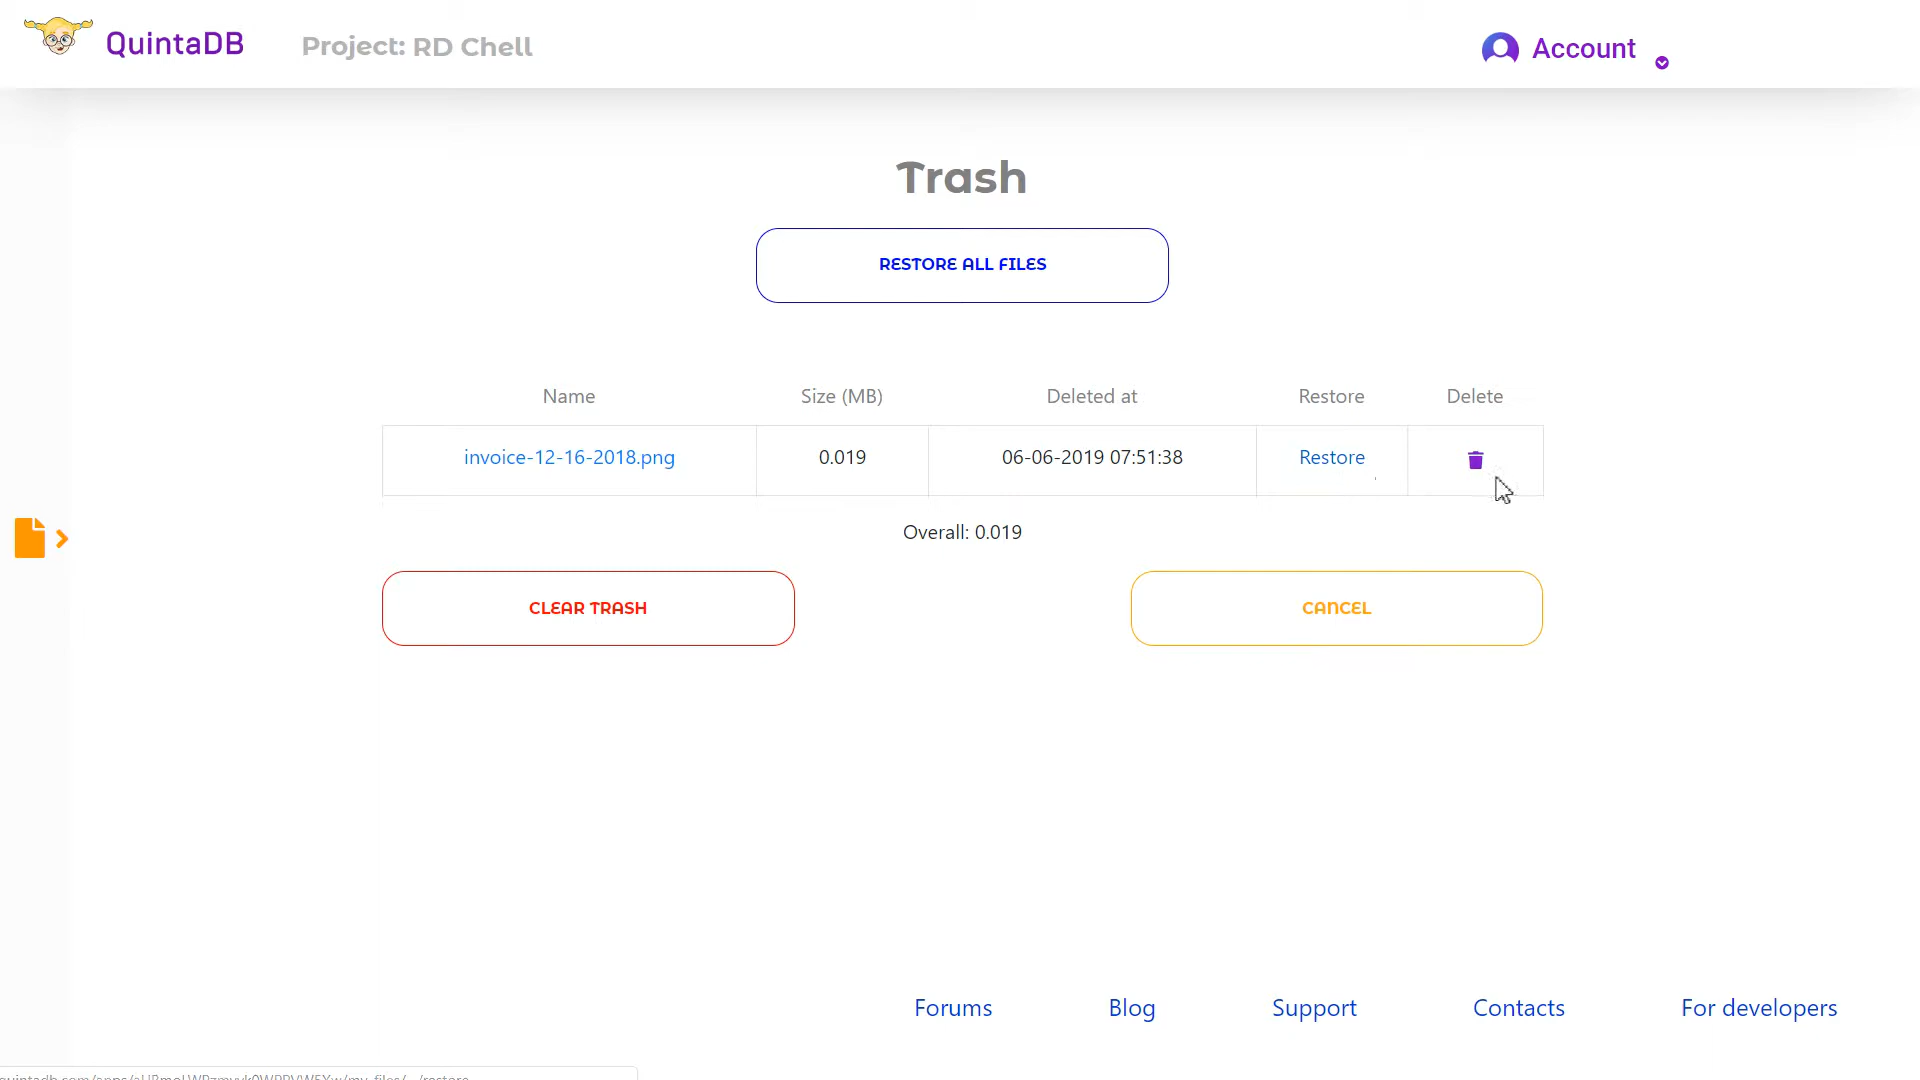 QuintaDB
Project: RD Chell
Account
Trash
RESTORE ALL FILES
Name Size (MB) Deleted at Restore Delete
invoice-12-16-2018.png 0.019 06-06-2019 07:51:38 Restore
Overall: 0.019
CLEAR TRASH CANCEL
Forums Blog Support Contacts For developers